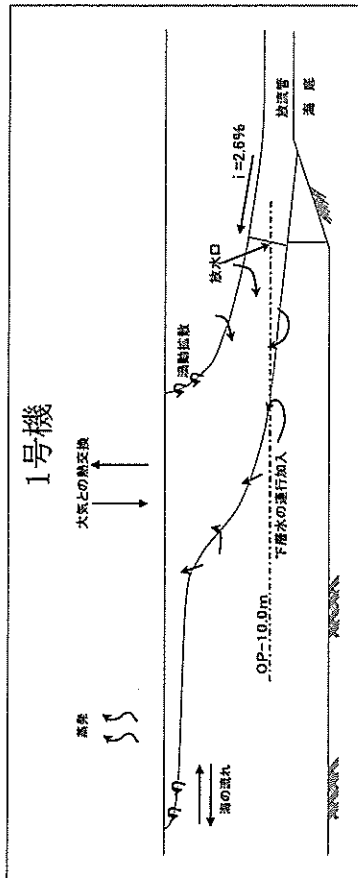 1号機
蒸発
大気との熱交換
渦動拡散
i=2.6%
放流管
海底
放水口
下層水の連行加入
OP-10.0m
海の流れ